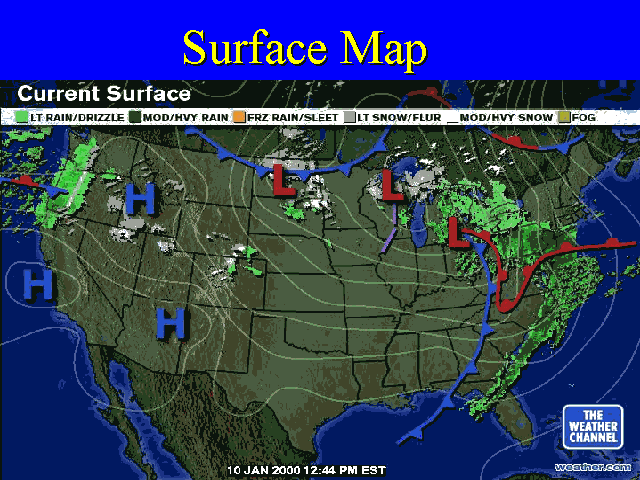 Surface Map
Current Surface
LT RAIN/DRIZZLE MOD/HVY RAIN FRZ RAIN/SLEET LT SNOW/FLUR MOD/HVY SNOW FOG
L
L
H
L
H
H
THE
WEATHER
CHANNEL
weather.com
10 JAN 2000 12:44 PM EST